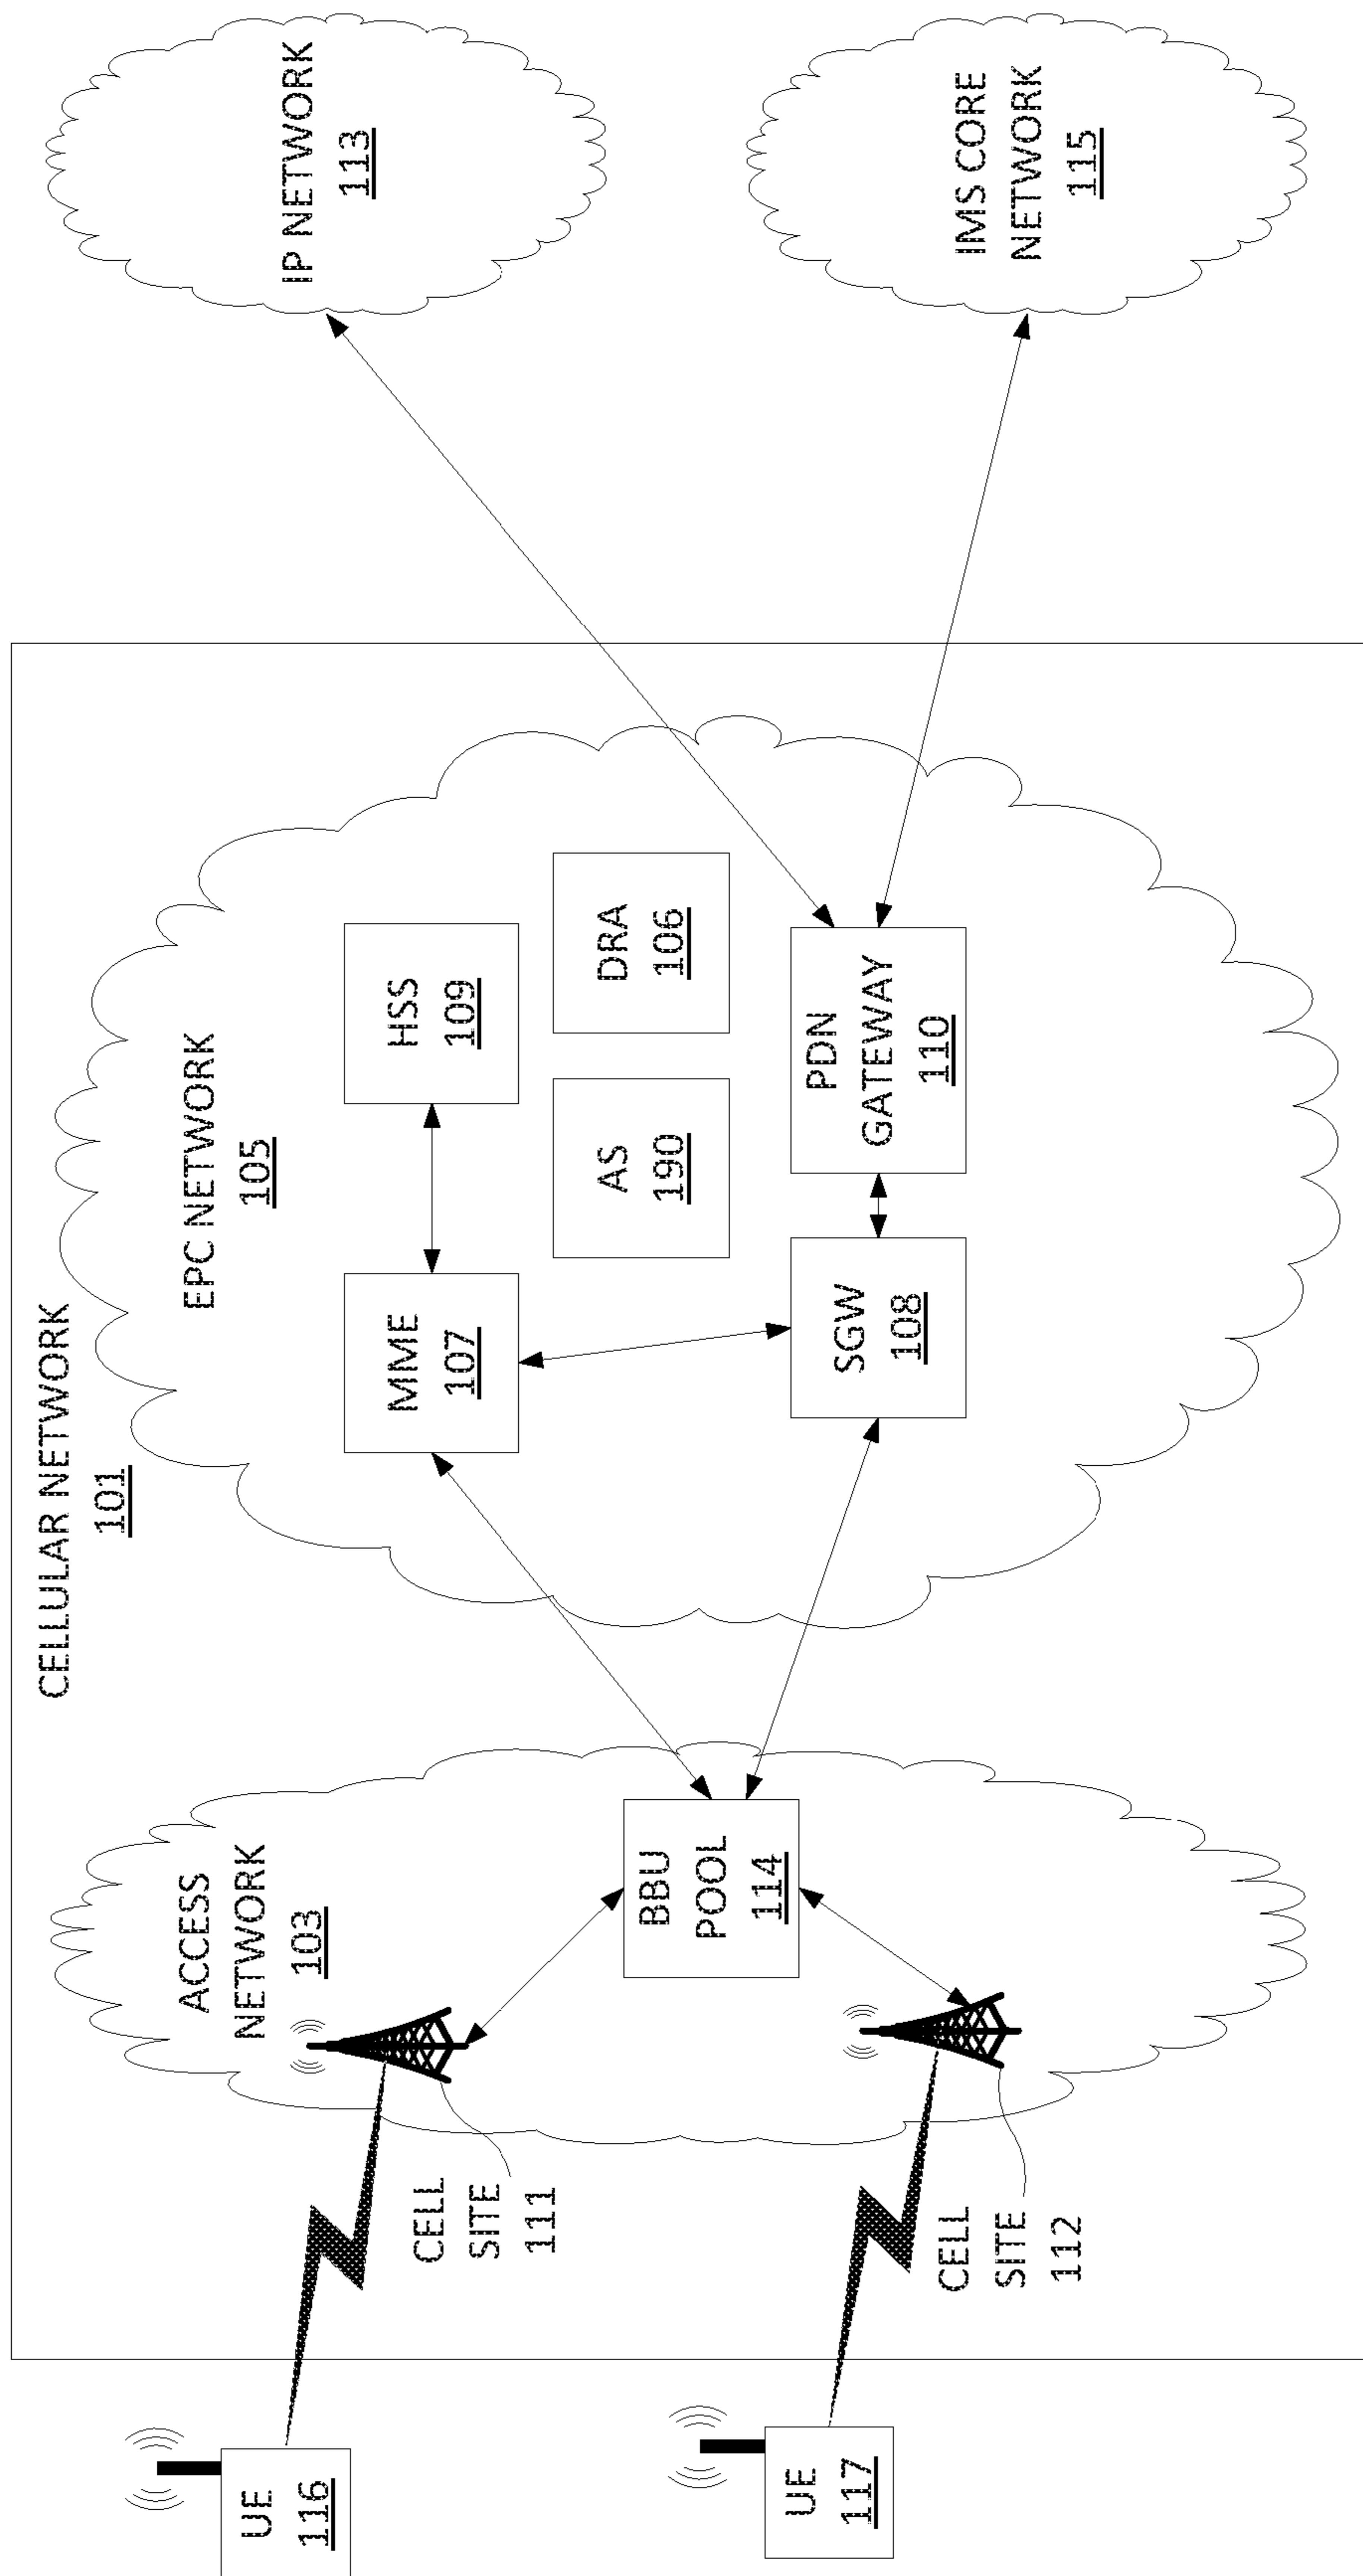 CELLULAR NETWORK
101
UE
116
UE
117
CELL
SITE
111
CELL
SITE
112
ACCESS
NETWORK
103
BBU
POOL
114
EPC NETWORK
105
MME
107
HSS
109
AS
190
DRA
106
SGW
108
PDN
GATEWAY
110
IP NETWORK
113
IMS CORE
NETWORK
115